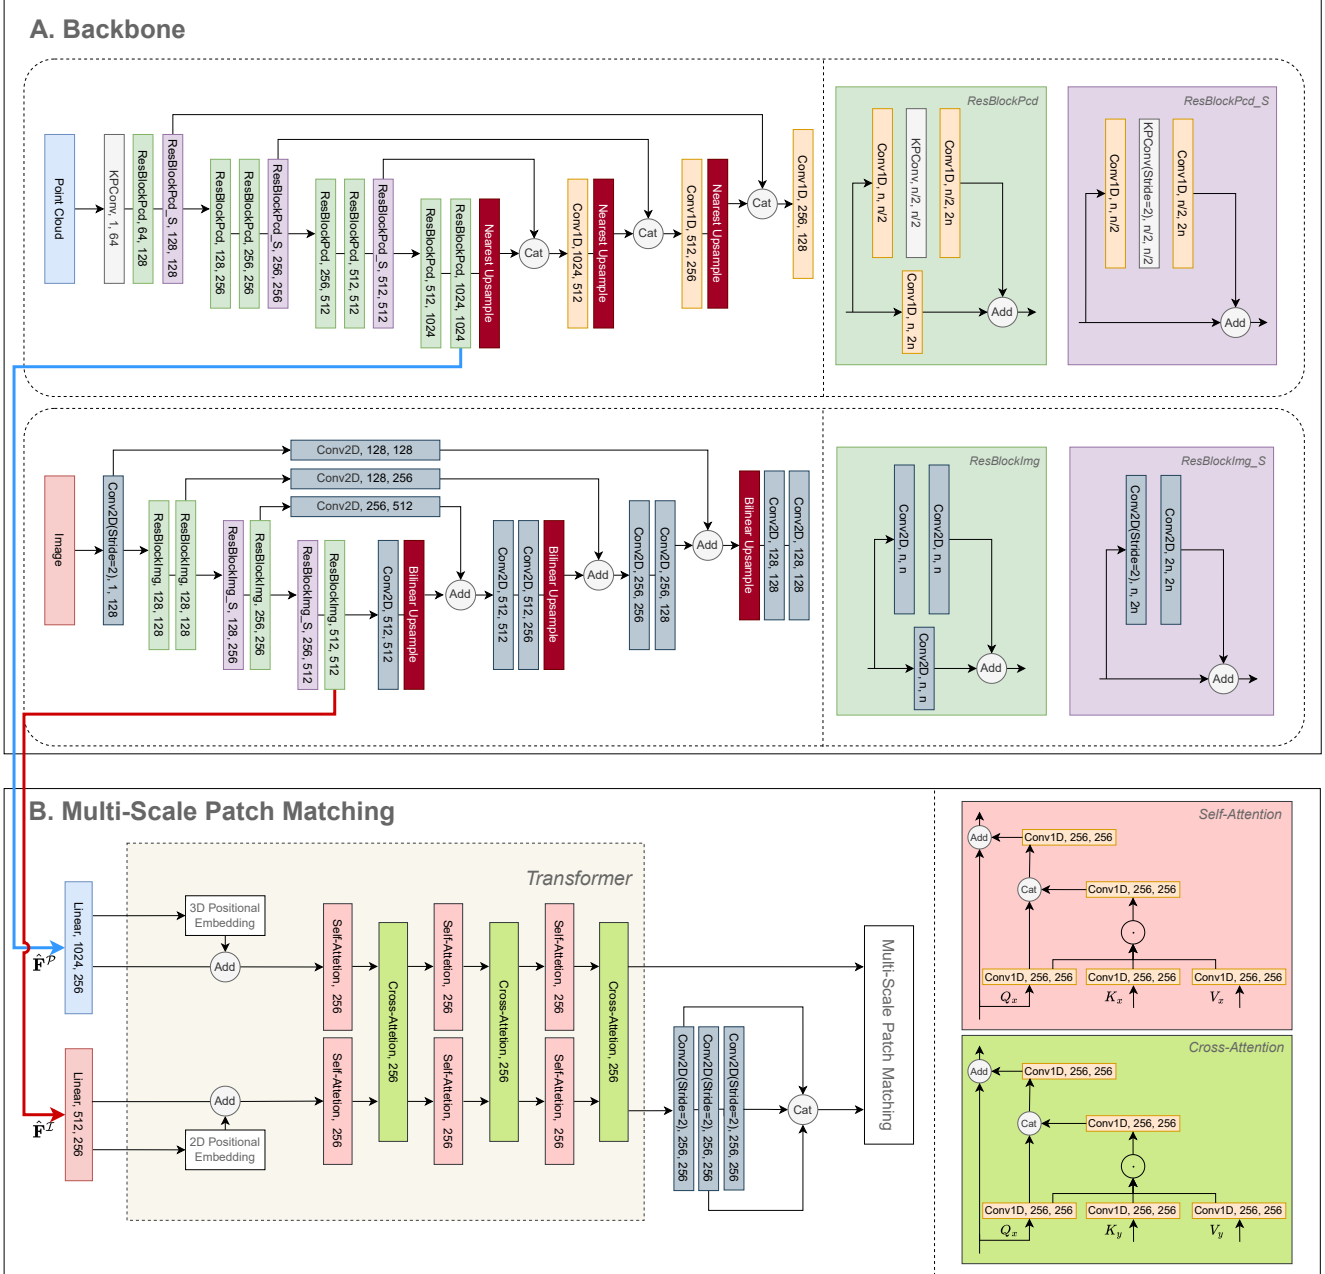 A. Backbone
Point Cloud
KPConv, 1, 64
ResBlockPcd, 64, 128
ResBlockPcd_S, 128, 128
ResBlockPcd, 128, 256
ResBlockPcd, 256, 256
ResBlockPcd_S, 256, 256
ResBlockPcd, 256, 512
ResBlockPcd, 512, 512
ResBlockPcd_S, 512, 512
ResBlockPcd, 512, 1024
ResBlockPcd, 1024, 1024
Nearest Upsample
Cat
Conv1D, 1024, 512
Nearest Upsample
Cat
Conv1D, 512, 256
Nearest Upsample
Cat
Conv1D, 256, 128
ResBlockPcd
Conv1D, n, n/2
KPConv, n/2, n/2
Conv1D, n/2, 2n
Conv1D, n, 2n
Add
ResBlockPcd_S
Conv1D, n, n/2
KPConv(Stride=2), n/2, n/2
Conv1D, n/2, 2n
Add
Image
Conv2D(Stride=2), 1, 128
Conv2D, 128, 128
Conv2D, 128, 256
Conv2D, 256, 512
ResBlockImg, 128, 128
ResBlockImg, 128, 128
ResBlockImg_S, 128, 256
ResBlockImg, 256, 256
ResBlockImg_S, 256, 512
ResBlockImg, 512, 512
Conv2D, 512, 512
Bilinear Upsample
Add
Conv2D, 512, 512
Conv2D, 512, 256
Bilinear Upsample
Add
Conv2D, 256, 256
Conv2D, 256, 128
Add
Bilinear Upsample
Conv2D, 128, 128
Conv2D, 128, 128
ResBlockImg
Conv2D, n, n
Conv2D, n, n
Conv2D, n, n
Add
ResBlockImg_S
Conv2D(Stride=2), n, 2n
Conv2D, 2n, 2n
Add
B. Multi-Scale Patch Matching
Transformer
F̂^𝒫
Linear, 1024, 256
3D Positional
Embedding
Add
F̂^ℐ
Linear, 512, 256
Add
2D Positional
Embedding
Self-Attetion, 256
Self-Attetion, 256
Cross-Attetion, 256
Self-Attetion, 256
Self-Attetion, 256
Cross-Attetion, 256
Self-Attetion, 256
Self-Attetion, 256
Cross-Attetion, 256
Conv2D(Stride=2), 256, 256
Conv2D(Stride=2), 256, 256
Conv2D(Stride=2), 256, 256
Cat
Multi-Scale Patch Matching
Self-Attention
Add
Conv1D, 256, 256
Cat
Conv1D, 256, 256
Conv1D, 256, 256
Conv1D, 256, 256
Conv1D, 256, 256
Q_x
K_x
V_x
Cross-Attention
Add
Conv1D, 256, 256
Cat
Conv1D, 256, 256
Conv1D, 256, 256
Conv1D, 256, 256
Conv1D, 256, 256
Q_x
K_y
V_y